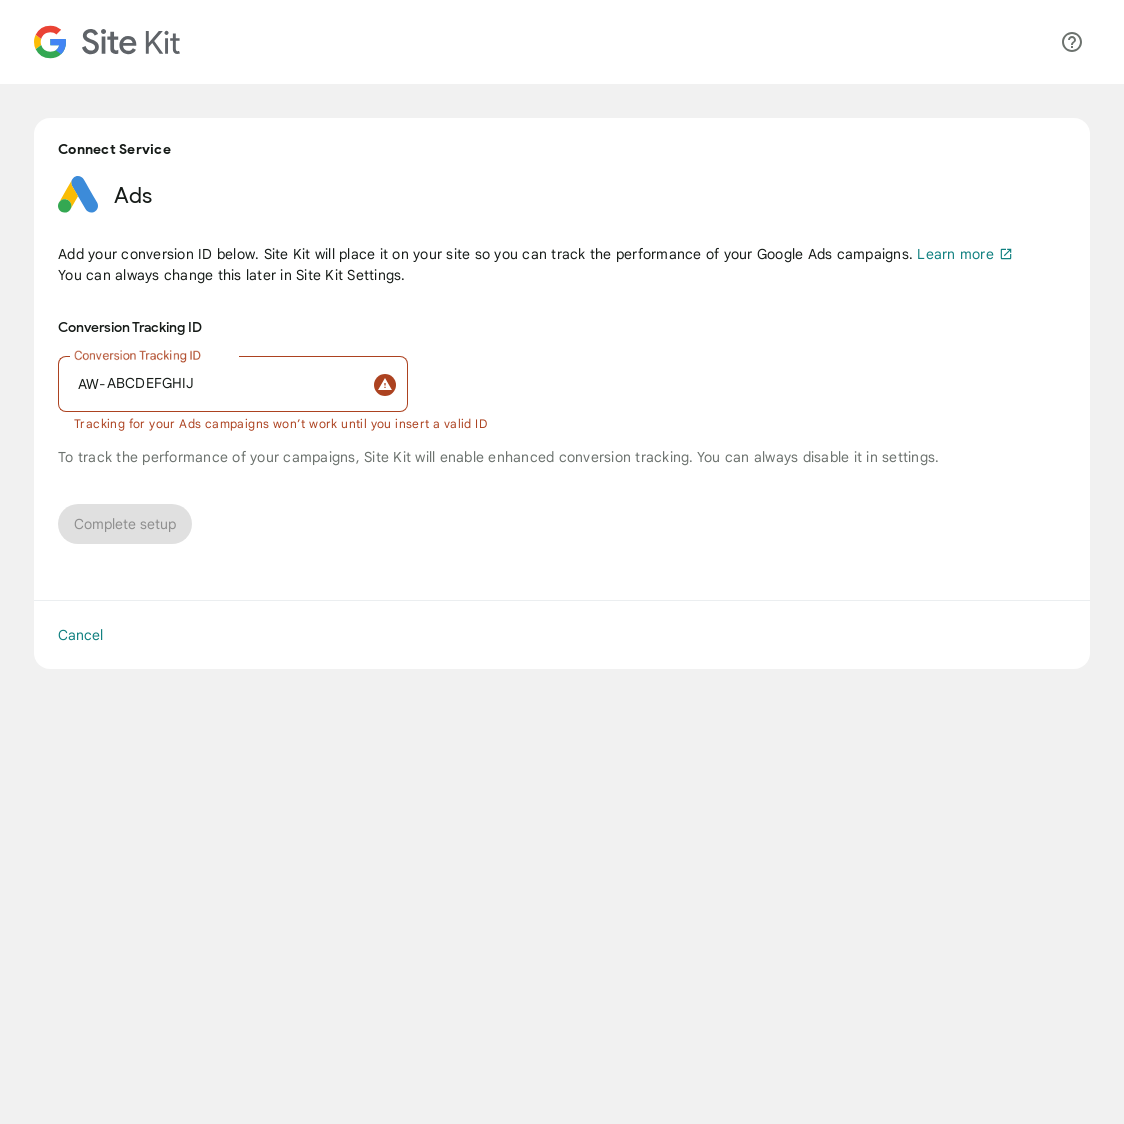 Site Kit
Connect Service
Ads
Add your conversion ID below. Site Kit will place it on your site so you can track the performance of your Google Ads campaigns. Learn more
You can always change this later in Site Kit Settings.
Conversion Tracking ID
Conversion Tracking ID
AW-ABCDEFGHIJ
Tracking for your Ads campaigns won’t work until you insert a valid ID
To track the performance of your campaigns, Site Kit will enable enhanced conversion tracking. You can always disable it in settings.
Complete setup
Cancel